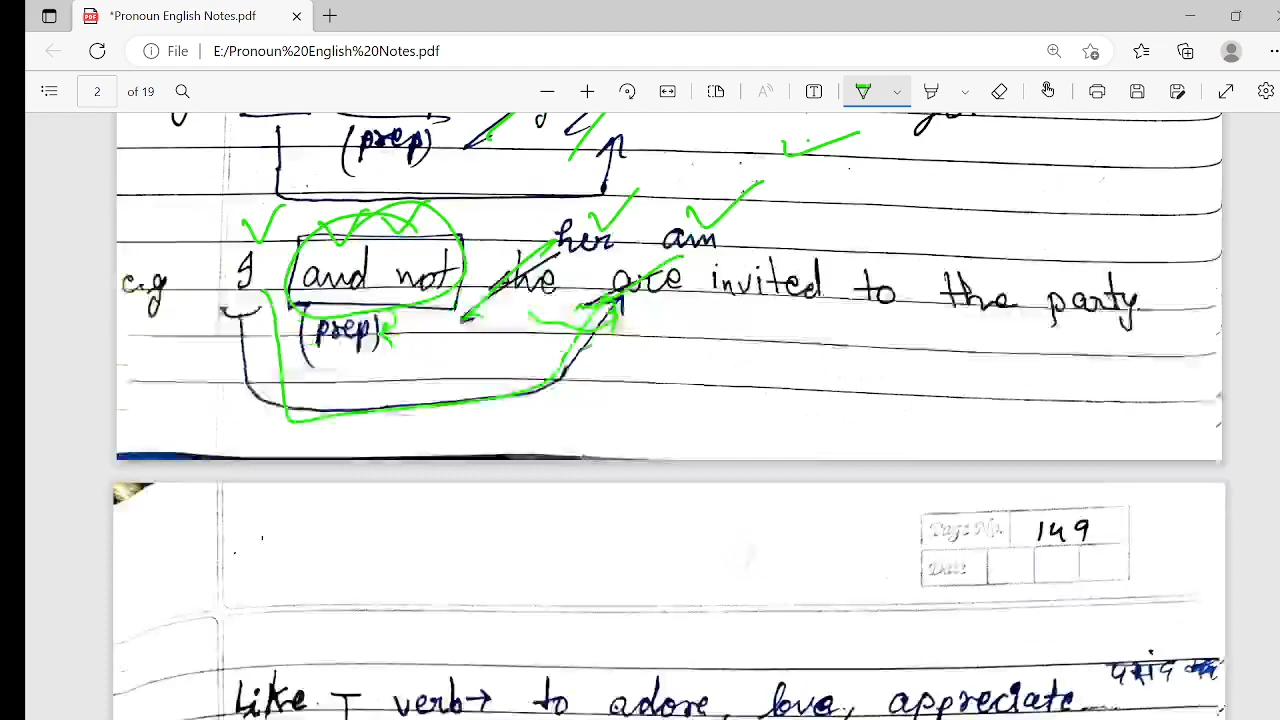 *Pronoun English Notes.pdf
File E:/Pronoun%20English%20Notes.pdf
2 of 19
(prep)
her am
e.g I and not she are invited to the party.
(prep)
Page No. 149
Date
Like verb→ to adore, love, appreciate